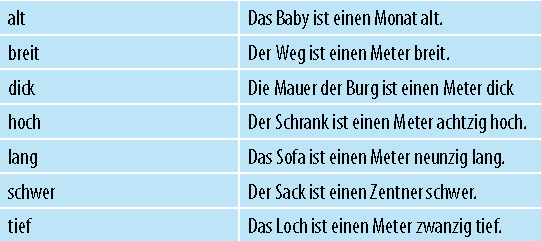 alt Das Baby ist einen Monat alt.
breit Der Weg ist einen Meter breit.
dick Die Mauer der Burg ist einen Meter dick
hoch Der Schrank ist einen Meter achtzig hoch.
lang Das Sofa ist einen Meter neunzig lang.
schwer Der Sack ist einen Zentner schwer.
tief Das Loch ist einen Meter zwanzig tief.